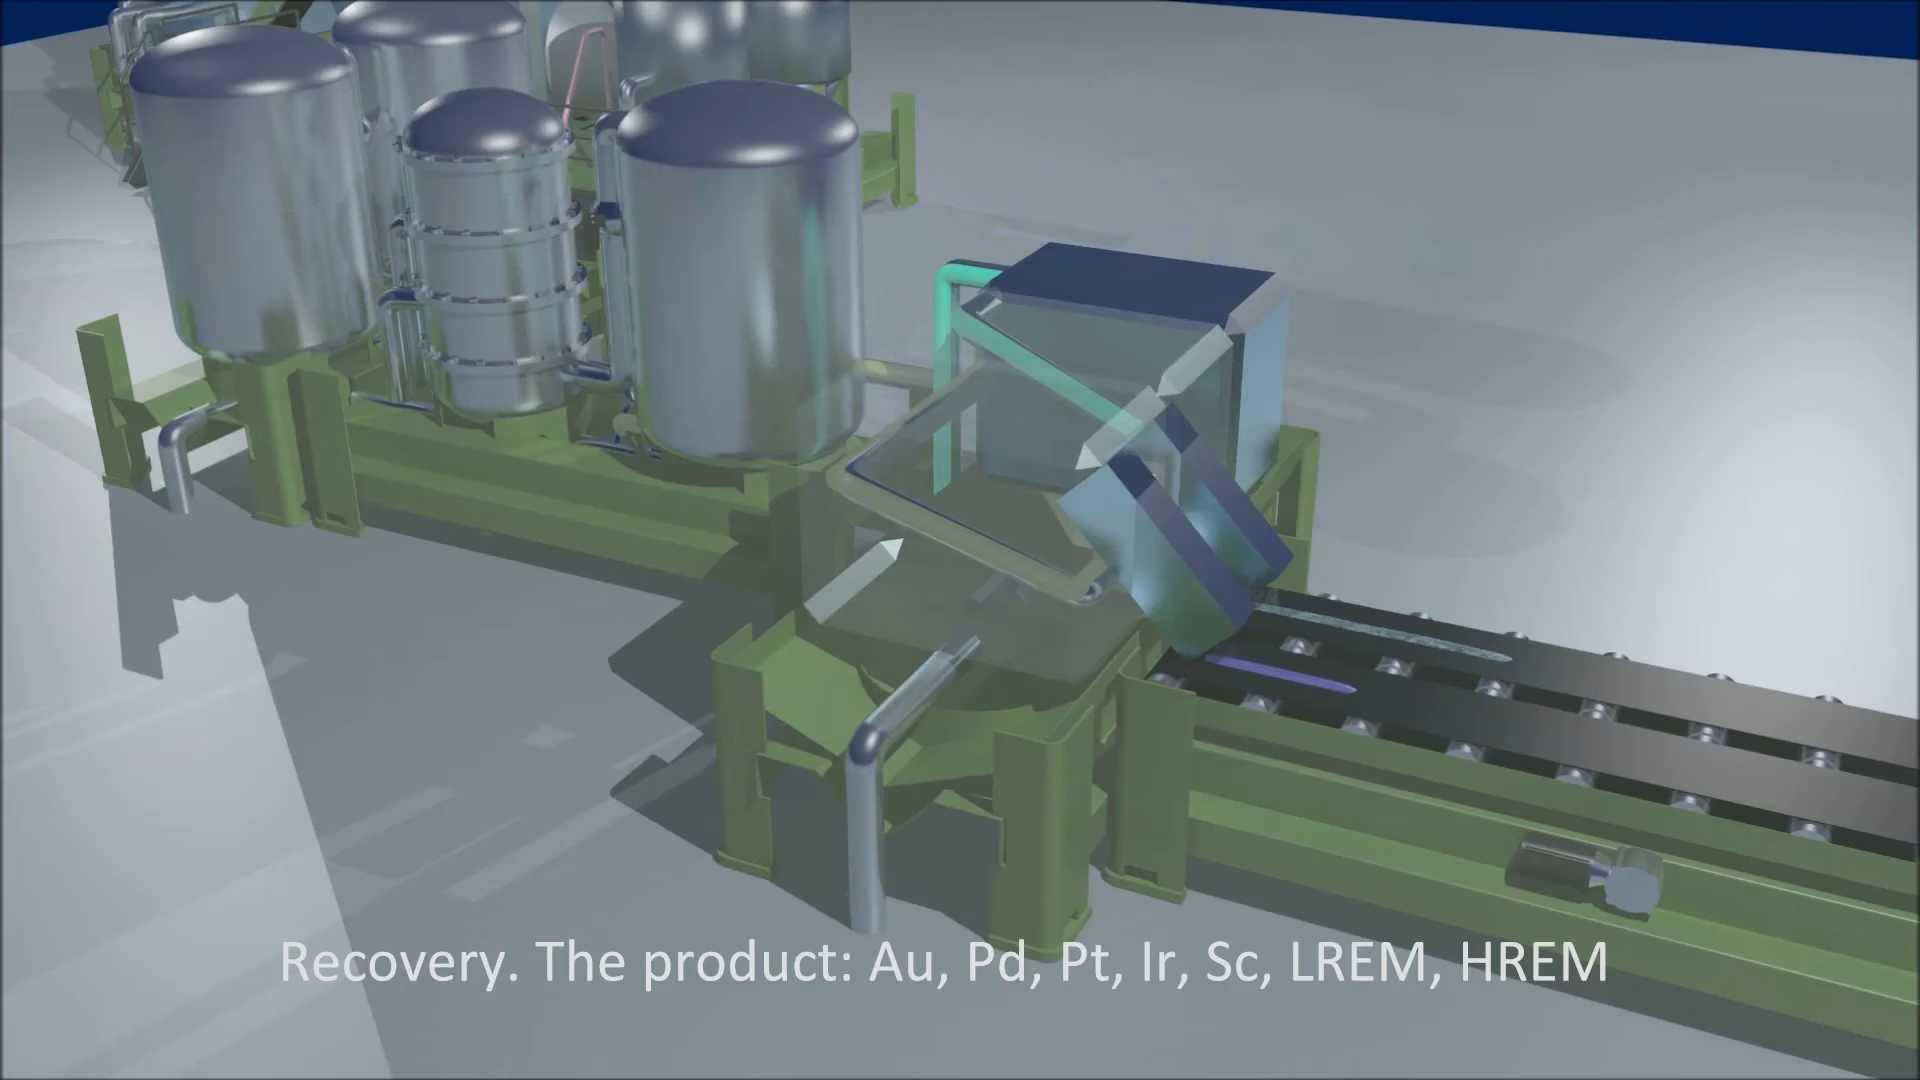 Recovery. The product: Au, Pd, Pt, Ir, Sc, LREM, HREM